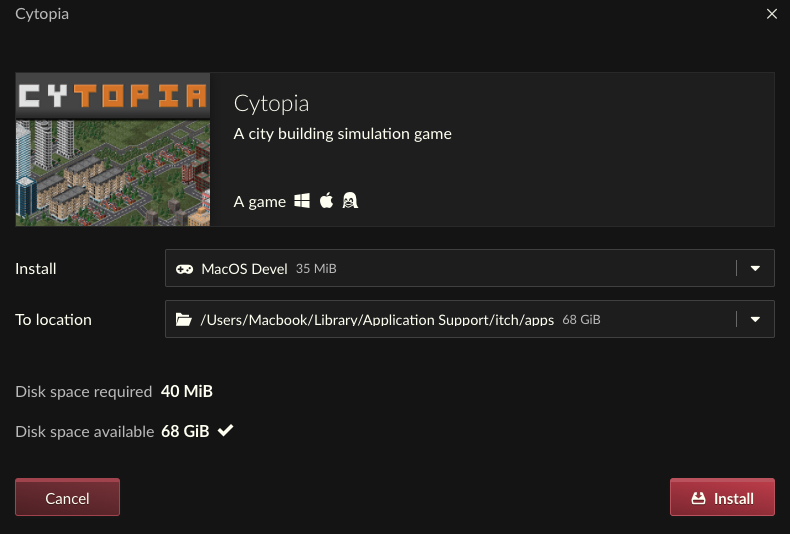 Cytopia
CYTOPIA
Cytopia
A city building simulation game
A game
Install MacOS Devel 35 MiB
To location /Users/Macbook/Library/Application Support/itch/apps 68 GiB
Disk space required 40 MiB
Disk space available 68 GiB
Cancel Install